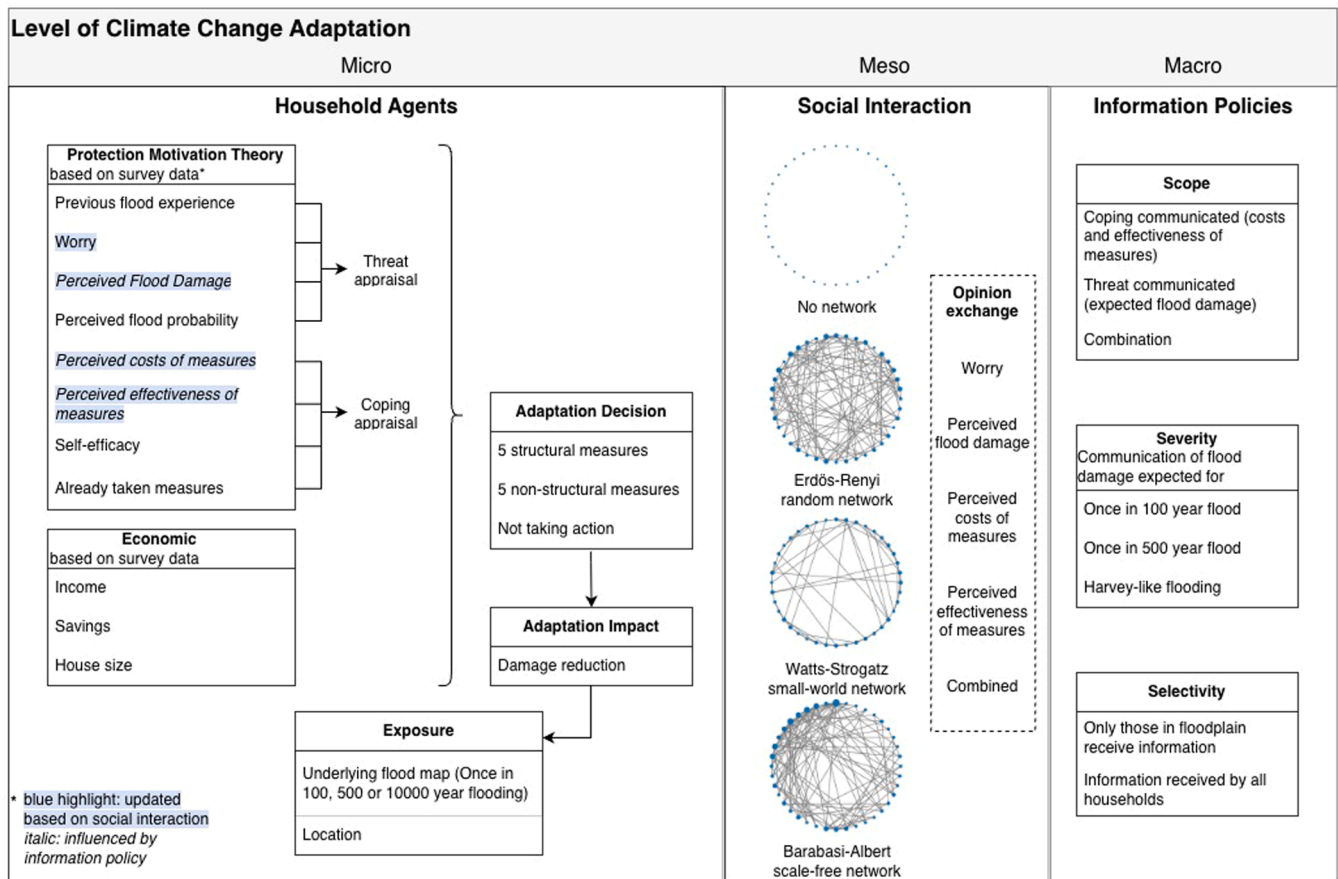 Level of Climate Change Adaptation
Micro
Meso
Macro
Household Agents
Protection Motivation Theory
based on survey data*
Previous flood experience
Worry
Perceived Flood Damage
Perceived flood probability
Perceived costs of measures
Perceived effectiveness of
measures
Self-efficacy
Already taken measures
Threat
appraisal
Coping
appraisal
Economic
based on survey data
Income
Savings
House size
Adaptation Decision
5 structural measures
5 non-structural measures
Not taking action
Adaptation Impact
Damage reduction
Exposure
Underlying flood map (Once in
100, 500 or 10000 year flooding)
Location
* blue highlight: updated
based on social interaction
italic: influenced by
information policy
Social Interaction
No network
Erdös-Renyi
random network
Watts-Strogatz
small-world network
Barabasi-Albert
scale-free network
Opinion
exchange
Worry
Perceived
flood damage
Perceived
costs of
measures
Perceived
effectiveness
of measures
Combined
Information Policies
Scope
Coping communicated (costs
and effectiveness of
measures)
Threat communicated
(expected flood damage)
Combination
Severity
Communication of flood
damage expected for
Once in 100 year flood
Once in 500 year flood
Harvey-like flooding
Selectivity
Only those in floodplain
receive information
Information received by all
households